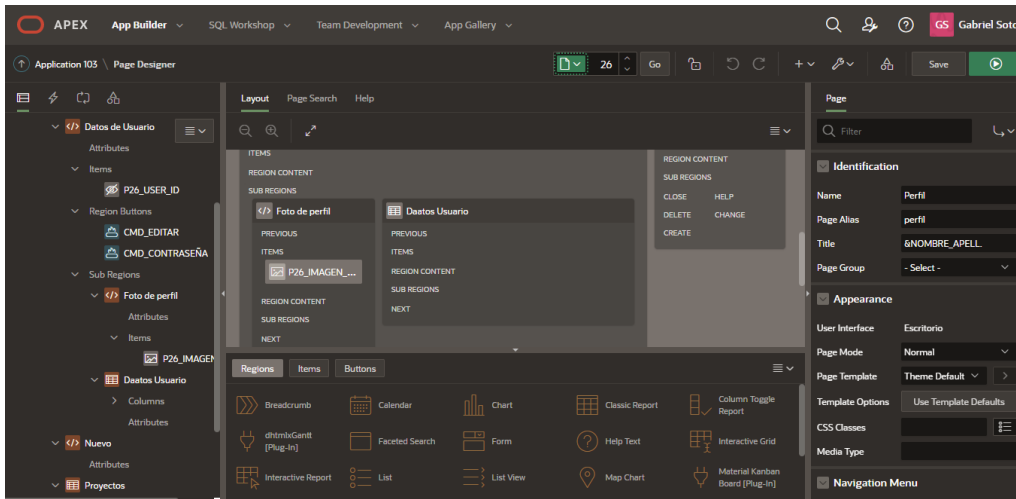 APEX App Builder SQL Workshop Team Development App Gallery GS Gabriel Soto
Application 103 \ Page Designer 26 Go Save
Layout Page Search Help
Page
Filter
Datos de Usuario
Attributes
Items
P26_USER_ID
Region Buttons
CMD_EDITAR
CMD_CONTRASEÑA
Sub Regions
Foto de perfil
Attributes
Items
P26_IMAGEN
Daatos Usuario
Columns
Attributes
Nuevo
Attributes
Proyectos
ITEMS
REGION CONTENT
SUB REGIONS
Foto de perfil
PREVIOUS
ITEMS
P26_IMAGEN_...
REGION CONTENT
SUB REGIONS
NEXT
Daatos Usuario
PREVIOUS
ITEMS
REGION CONTENT
SUB REGIONS
NEXT
REGION CONTENT
SUB REGIONS
CLOSE HELP
DELETE CHANGE
CREATE
Regions Items Buttons
Breadcrumb Calendar Chart Classic Report Column Toggle Report
dhtmlxGantt [Plug-In] Faceted Search Form Help Text Interactive Grid
Interactive Report List List View Map Chart Material Kanban Board [Plug-In]
Identification
Name Perfil
Page Alias perfil
Title &NOMBRE_APELL.
Page Group - Select -
Appearance
User Interface Escritorio
Page Mode Normal
Page Template Theme Default
Template Options Use Template Defaults
CSS Classes
Media Type
Navigation Menu